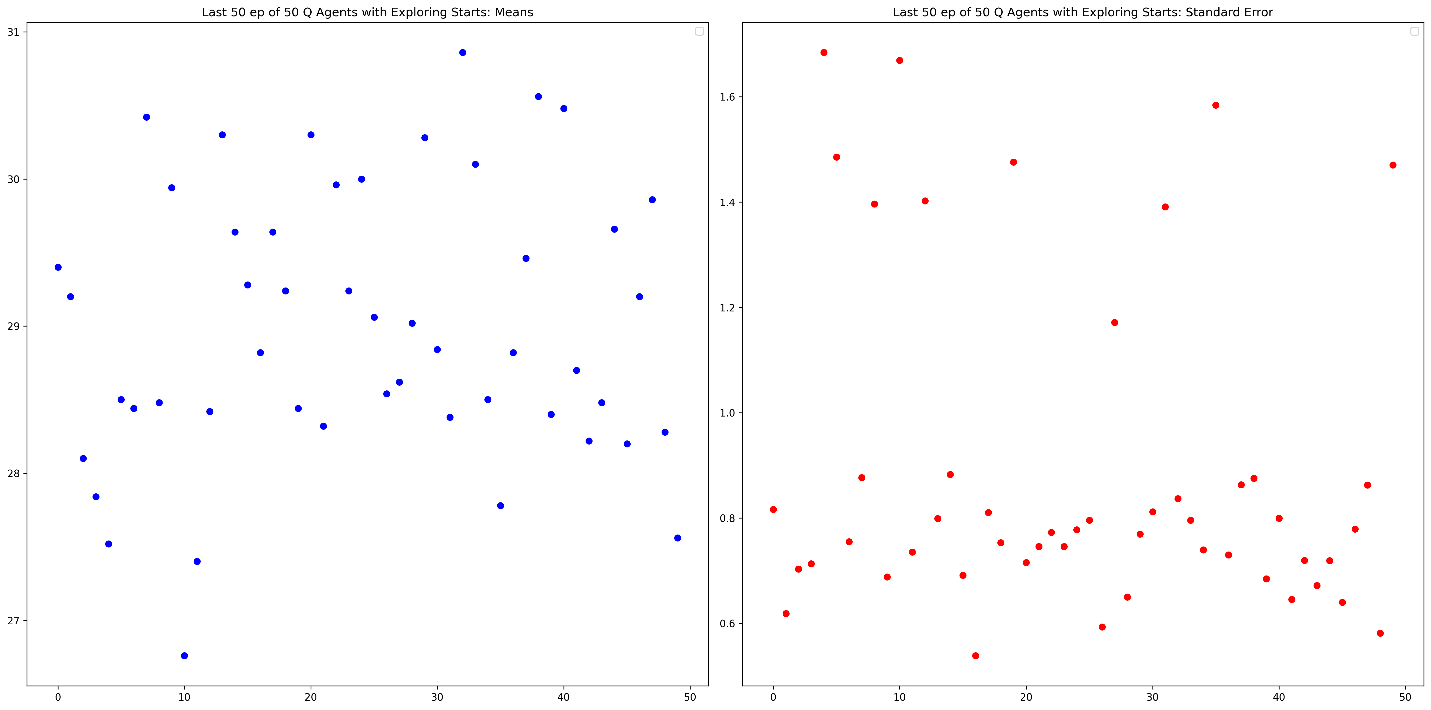 Last 50 ep of 50 Q Agents with Exploring Starts: Means
31
30
29
28
27
0 10 20 30 40 50
Last 50 ep of 50 Q Agents with Exploring Starts: Standard Error
1.6
1.4
1.2
1.0
0.8
0.6
0 10 20 30 40 50